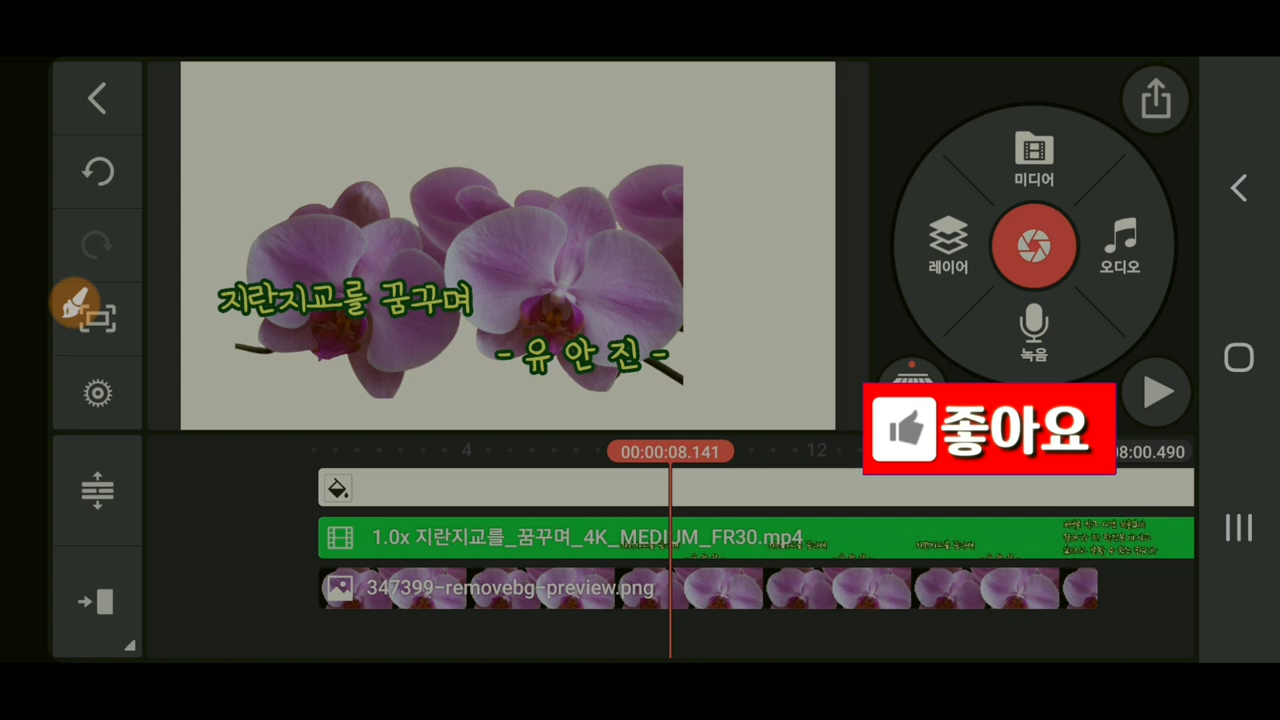 미디어
레이어
오디오
녹음
지란지교를 꿈꾸며
- 유 안 진 -
좋아요
4
00:00:08.141
12
08:00.490
1.0x 지란지교를_꿈꾸며_4K_MEDIUM_FR30.mp4
347399-removebg-preview.png